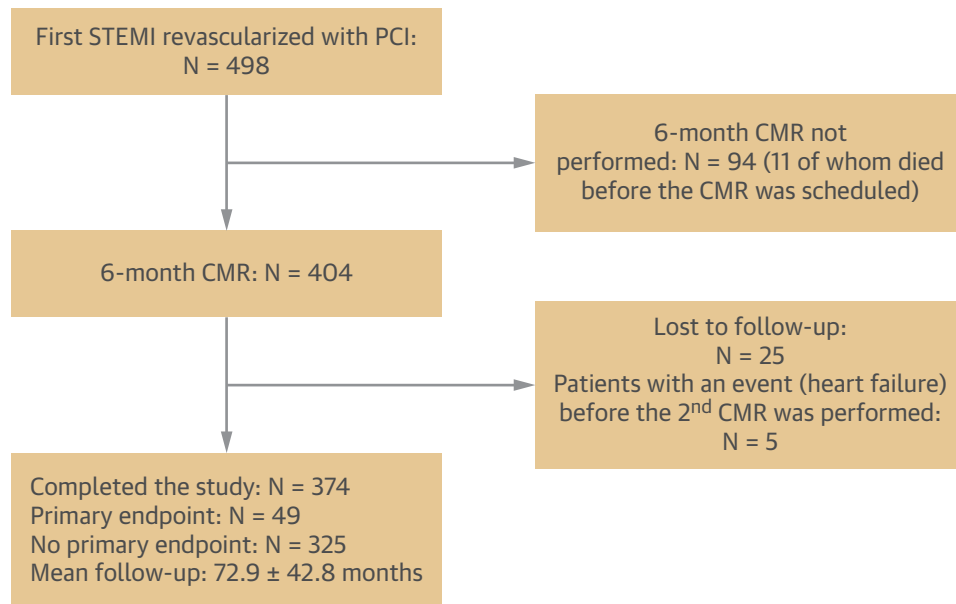 First STEMI revascularized with PCI:
N = 498
6-month CMR not
performed: N = 94 (11 of whom died
before the CMR was scheduled)
6-month CMR: N = 404
Lost to follow-up:
N = 25
Patients with an event (heart failure)
before the 2nd CMR was performed:
N = 5
Completed the study: N = 374
Primary endpoint: N = 49
No primary endpoint: N = 325
Mean follow-up: 72.9 ± 42.8 months